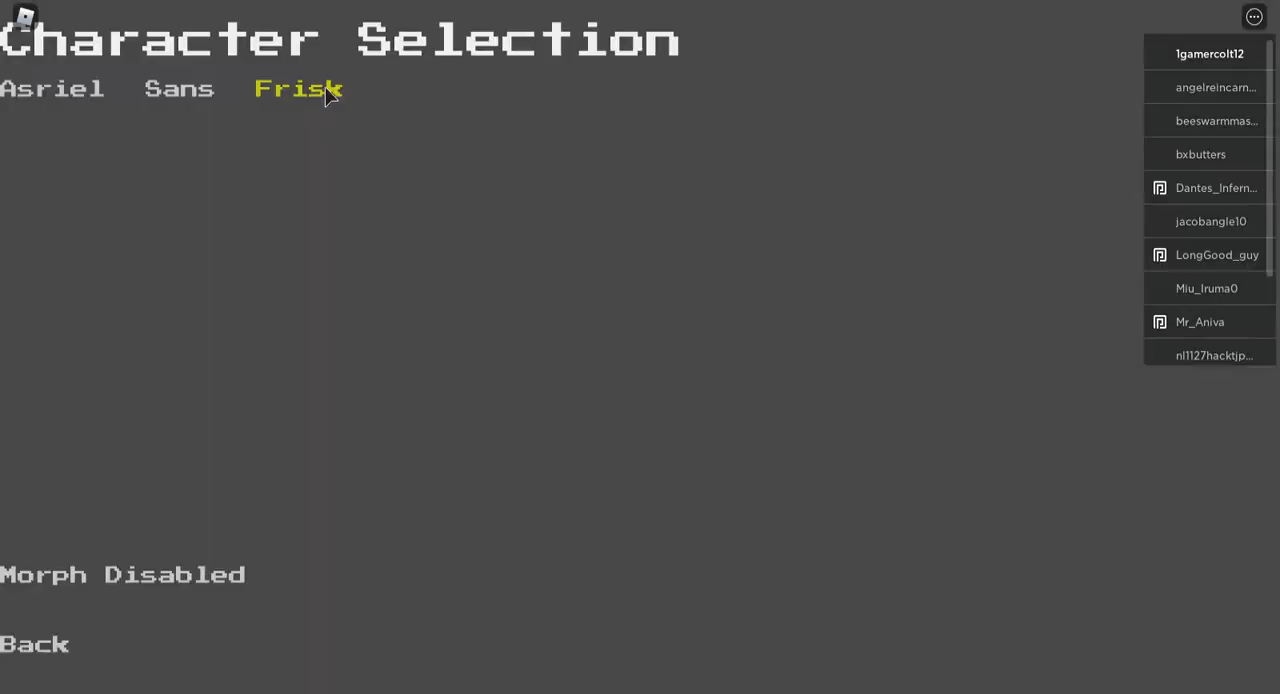 Character Selection
Asriel Sans Frisk
1gamercolt12
angelreincarn...
beeswarmmas...
bxbutters
Dantes_Infern...
jacobangle10
LongGood_guy
Miu_Iruma0
Mr_Aniva
nl1127hacktjp...
Morph Disabled
Back